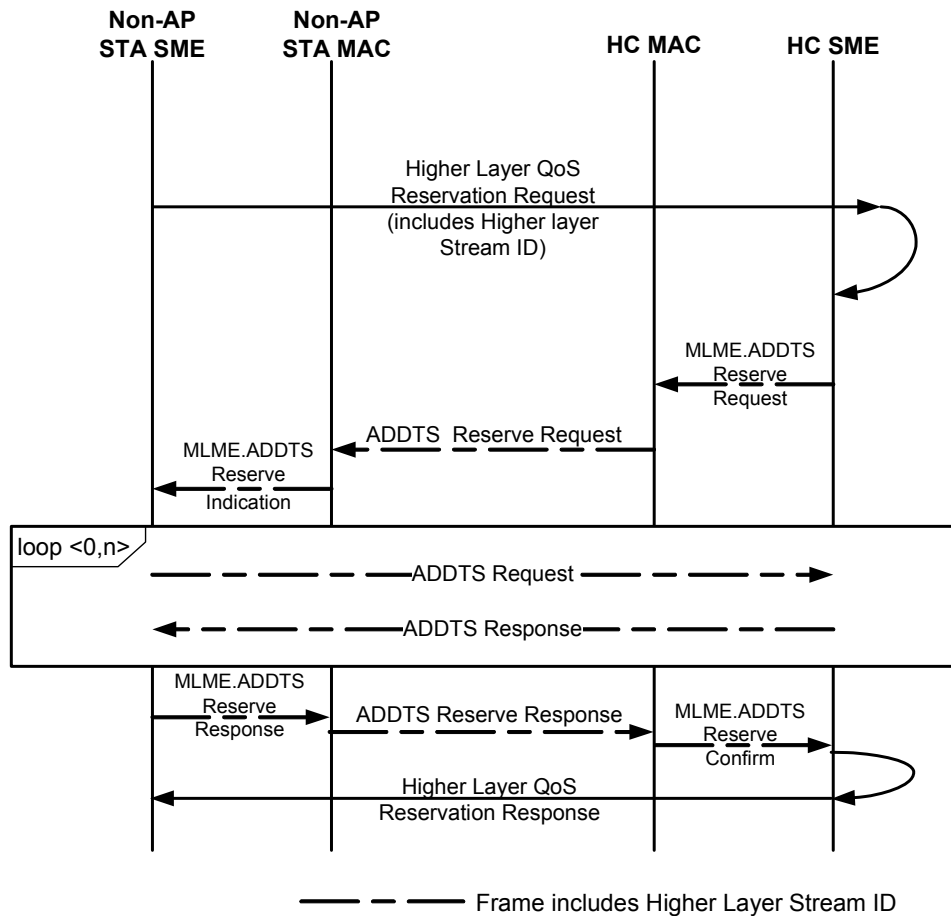 Non-AP
STA SME
Non-AP
STA MAC
HC MAC
HC SME
Higher Layer QoS
Reservation Request
(includes Higher layer
Stream ID)
MLME.ADDTS
Reserve
Request
ADDTS Reserve Request
MLME.ADDTS
Reserve
Indication
loop <0,n>
ADDTS Request
ADDTS Response
MLME.ADDTS
Reserve
Response
ADDTS Reserve Response
MLME.ADDTS
Reserve
Confirm
Higher Layer QoS
Reservation Response
Frame includes Higher Layer Stream ID